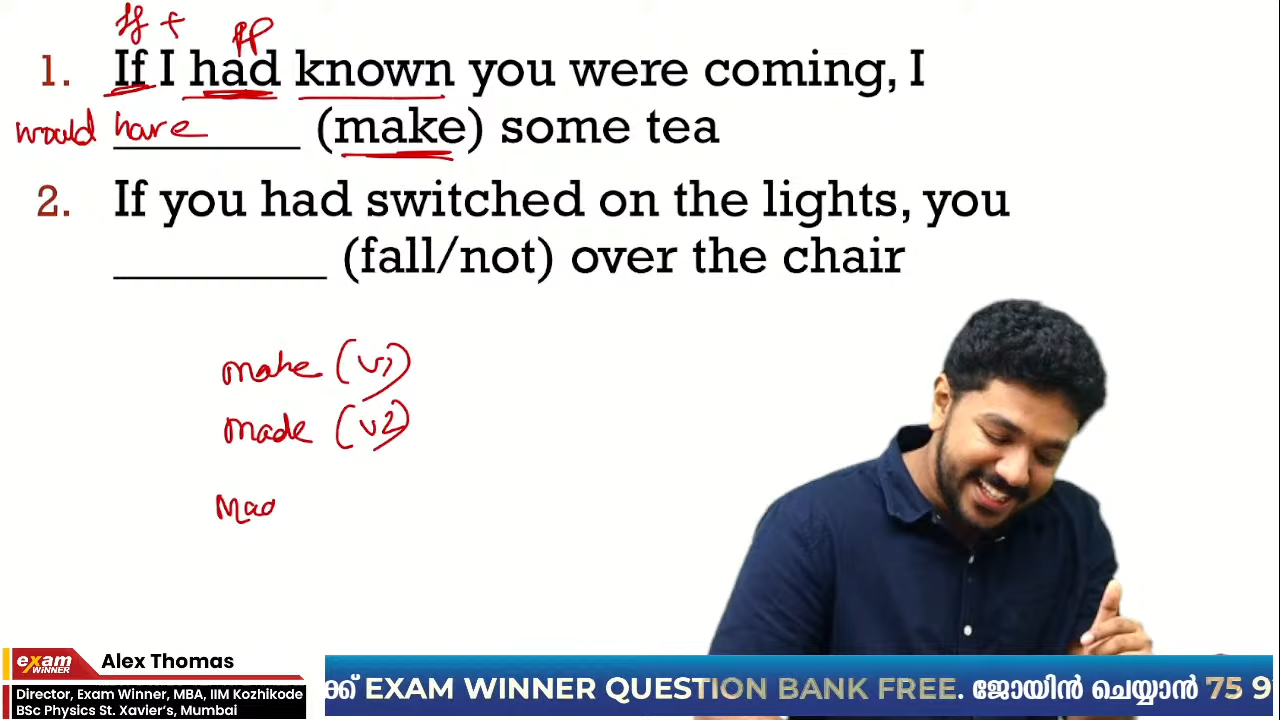 If + pp
1. If I had known you were coming, I
would have ________ (make) some tea
2. If you had switched on the lights, you
_________ (fall/not) over the chair
make (v1)
made (v2)
Mad
exam WINNER
Alex Thomas
Director, Exam Winner, MBA, IIM Kozhikode
BSc Physics St. Xavier's, Mumbai
ക്ക് EXAM WINNER QUESTION BANK FREE. ജോയിൻ ചെയ്യാൻ 75 9